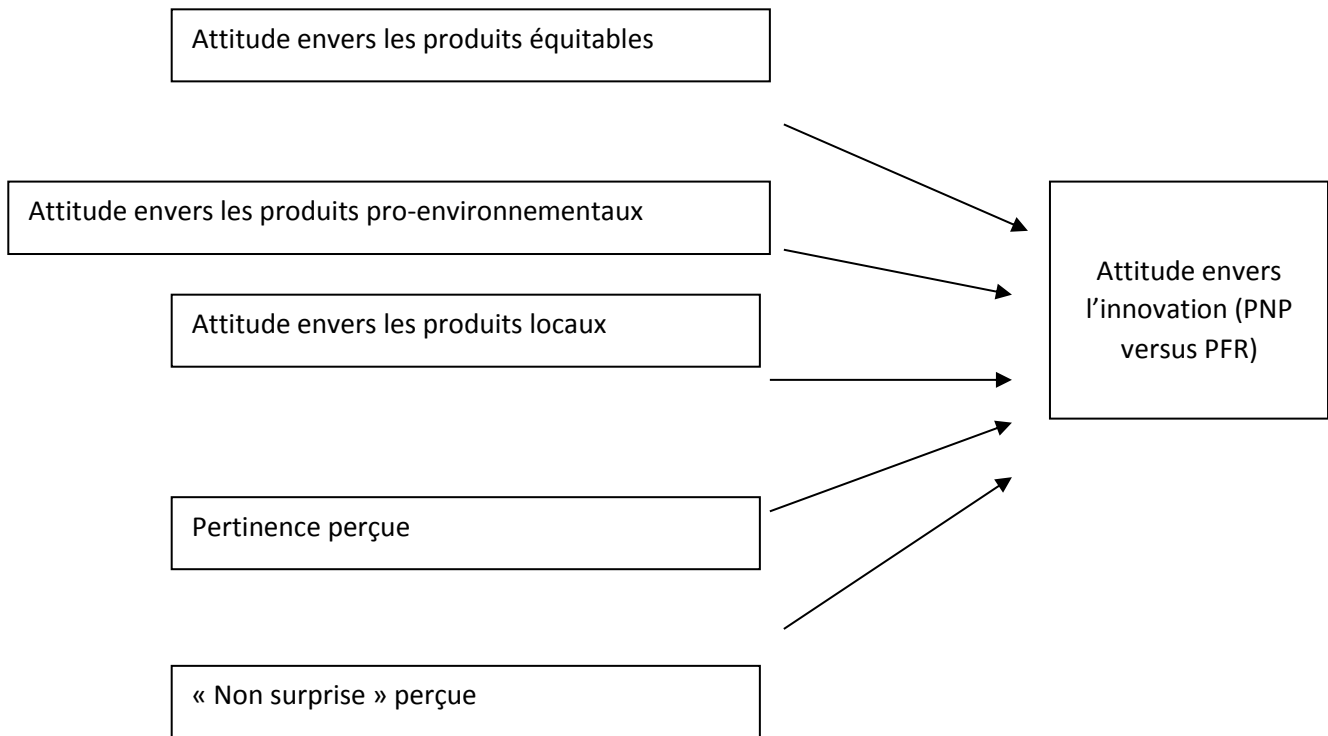 Attitude envers les produits équitables
Attitude envers les produits pro-environnementaux
Attitude envers les produits locaux
Pertinence perçue
« Non surprise » perçue
Attitude envers
l’innovation (PNP
versus PFR)